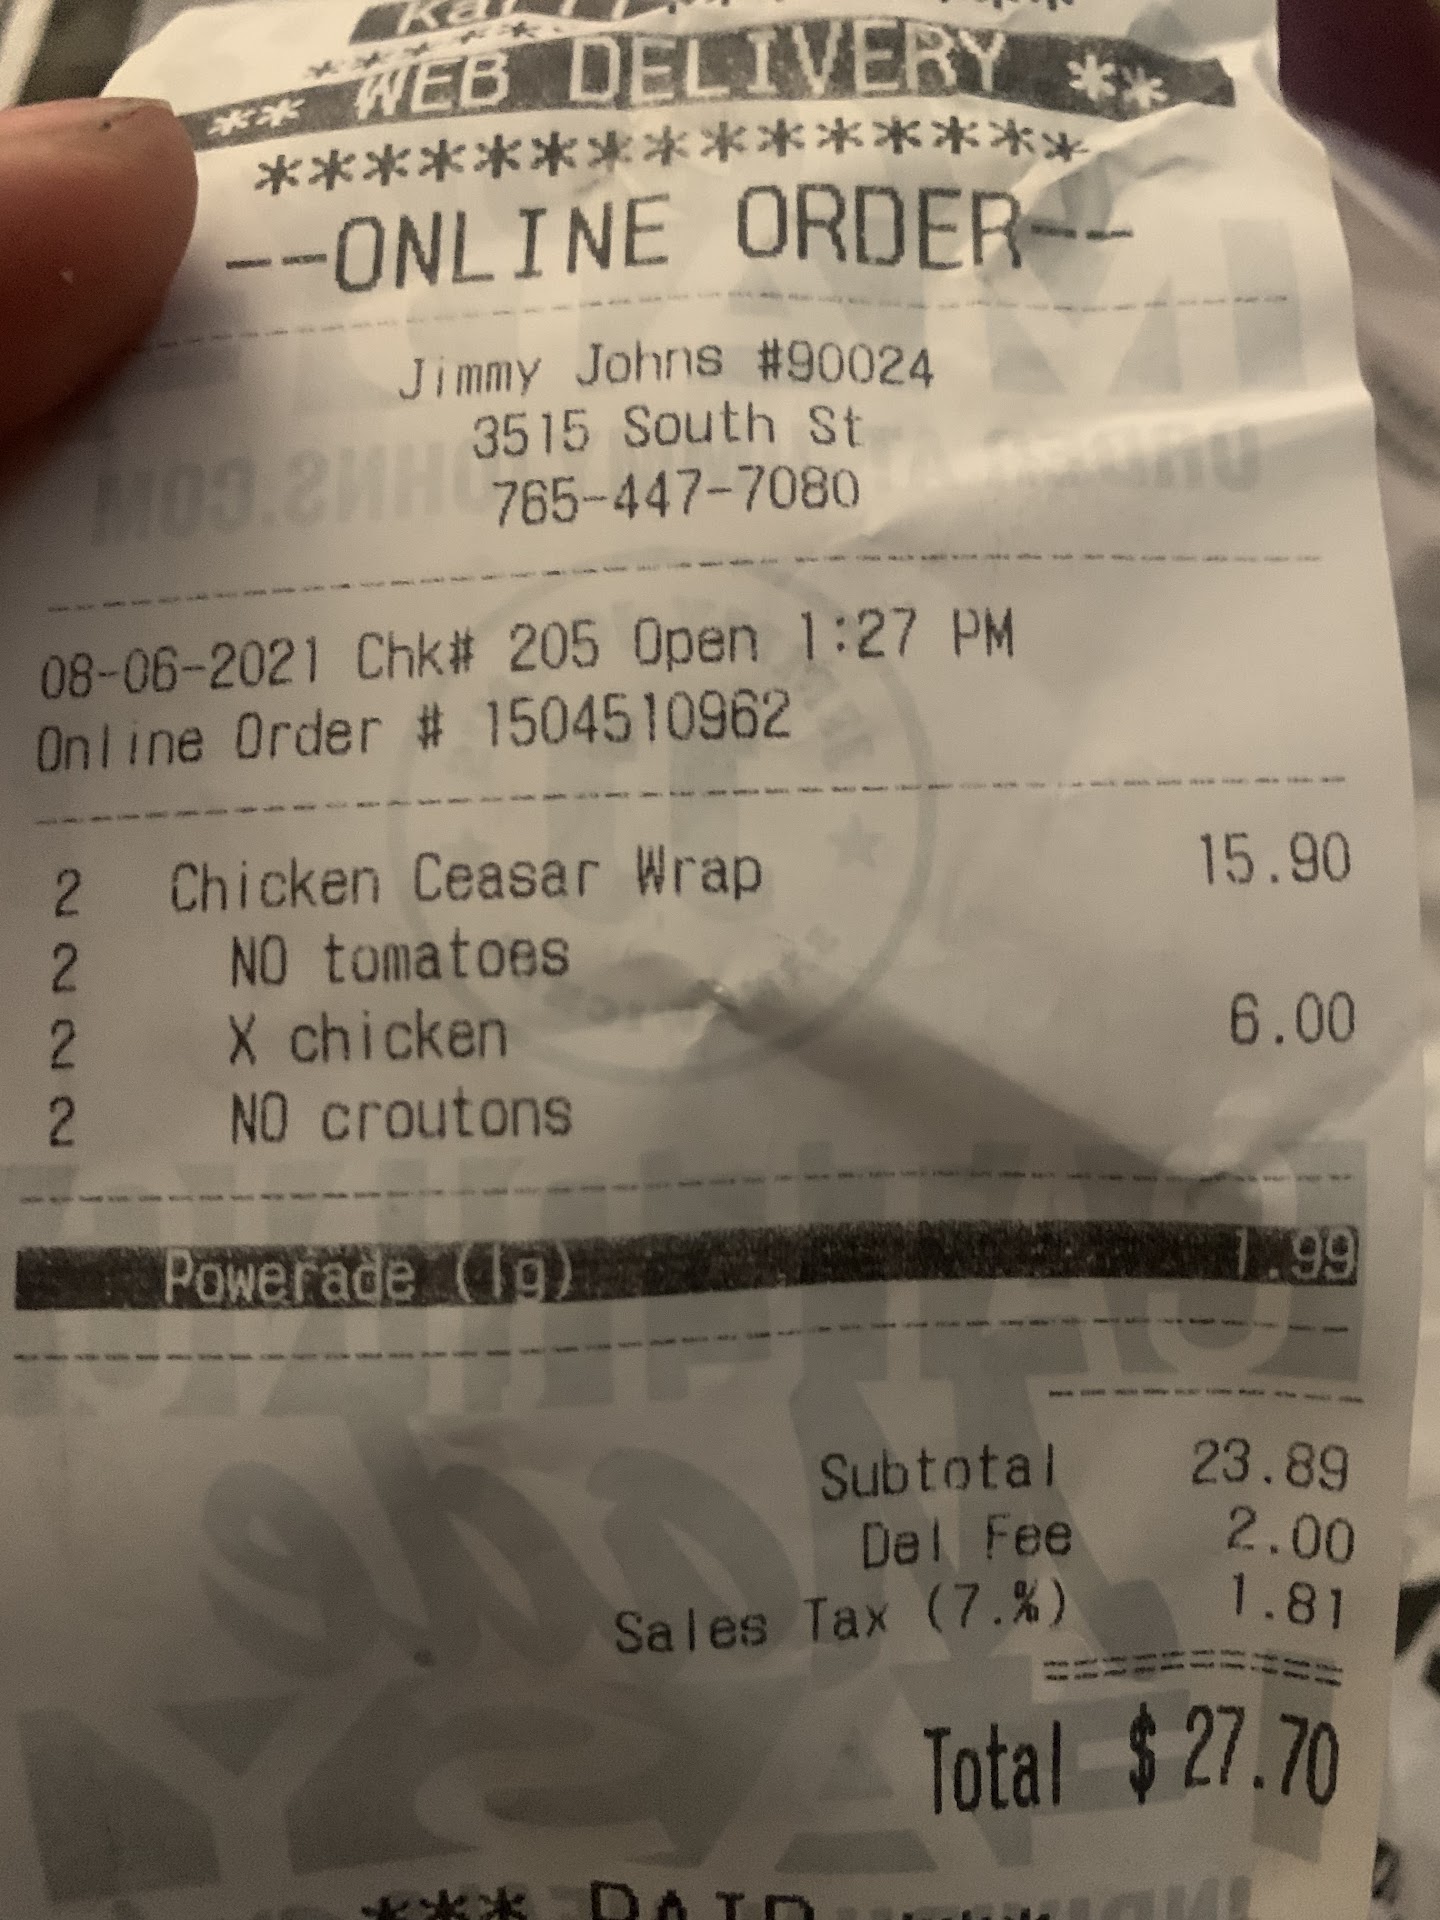 ** WEB DELIVERY **
***************
--ONLINE ORDER--
Jimmy Johns #90024
3515 South St
765-447-7080
08-06-2021 Chk# 205 Open 1:27 PM
Online Order # 1504510962
2 Chicken Ceasar Wrap 15.90
2 NO tomatoes
2 X chicken 6.00
2 NO croutons
Powerade (lg) 1.99
Subtotal 23.89
Del Fee 2.00
Sales Tax (7.%) 1.81
Total $27.70
*** PAID ***